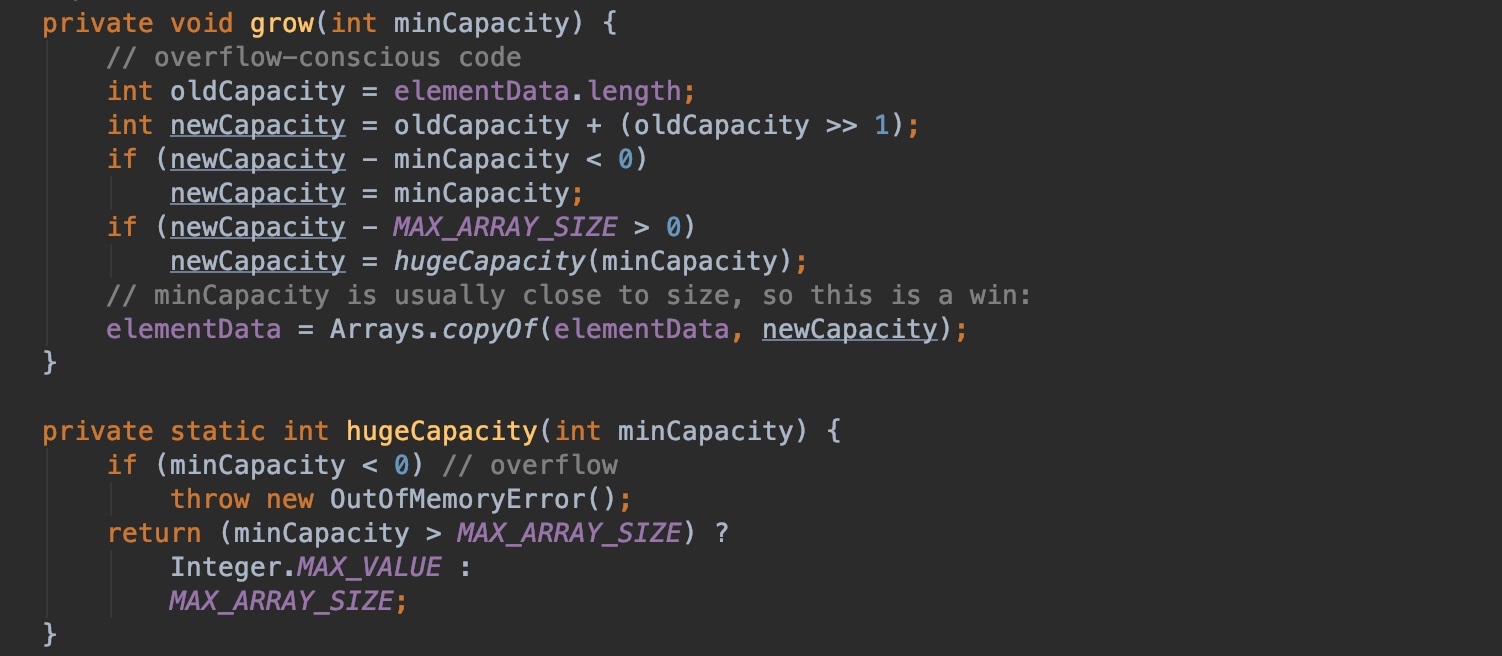 private void grow(int minCapacity) {
    // overflow-conscious code
    int oldCapacity = elementData.length;
    int newCapacity = oldCapacity + (oldCapacity >> 1);
    if (newCapacity - minCapacity < 0)
        newCapacity = minCapacity;
    if (newCapacity - MAX_ARRAY_SIZE > 0)
        newCapacity = hugeCapacity(minCapacity);
    // minCapacity is usually close to size, so this is a win:
    elementData = Arrays.copyOf(elementData, newCapacity);
}

private static int hugeCapacity(int minCapacity) {
    if (minCapacity < 0) // overflow
        throw new OutOfMemoryError();
    return (minCapacity > MAX_ARRAY_SIZE) ?
        Integer.MAX_VALUE :
        MAX_ARRAY_SIZE;
}